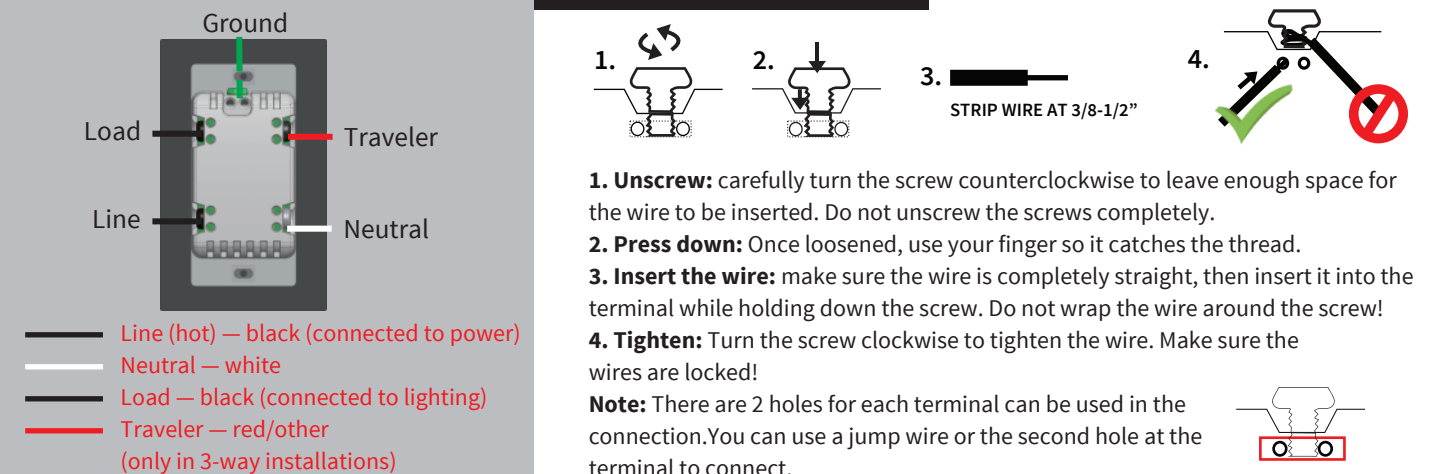 Ground
Load
Traveler
Line
Neutral
Line (hot) — black (connected to power)
Neutral — white
Load — black (connected to lighting)
Traveler — red/other
(only in 3-way installations)
1.
2.
3.
4.
STRIP WIRE AT 3/8-1/2”
1. Unscrew: carefully turn the screw counterclockwise to leave enough space for
the wire to be inserted. Do not unscrew the screws completely.
2. Press down: Once loosened, use your finger so it catches the thread.
3. Insert the wire: make sure the wire is completely straight, then insert it into the
terminal while holding down the screw. Do not wrap the wire around the screw!
4. Tighten: Turn the screw clockwise to tighten the wire. Make sure the
wires are locked!
Note: There are 2 holes for each terminal can be used in the
connection.You can use a jump wire or the second hole at the
terminal to connect.